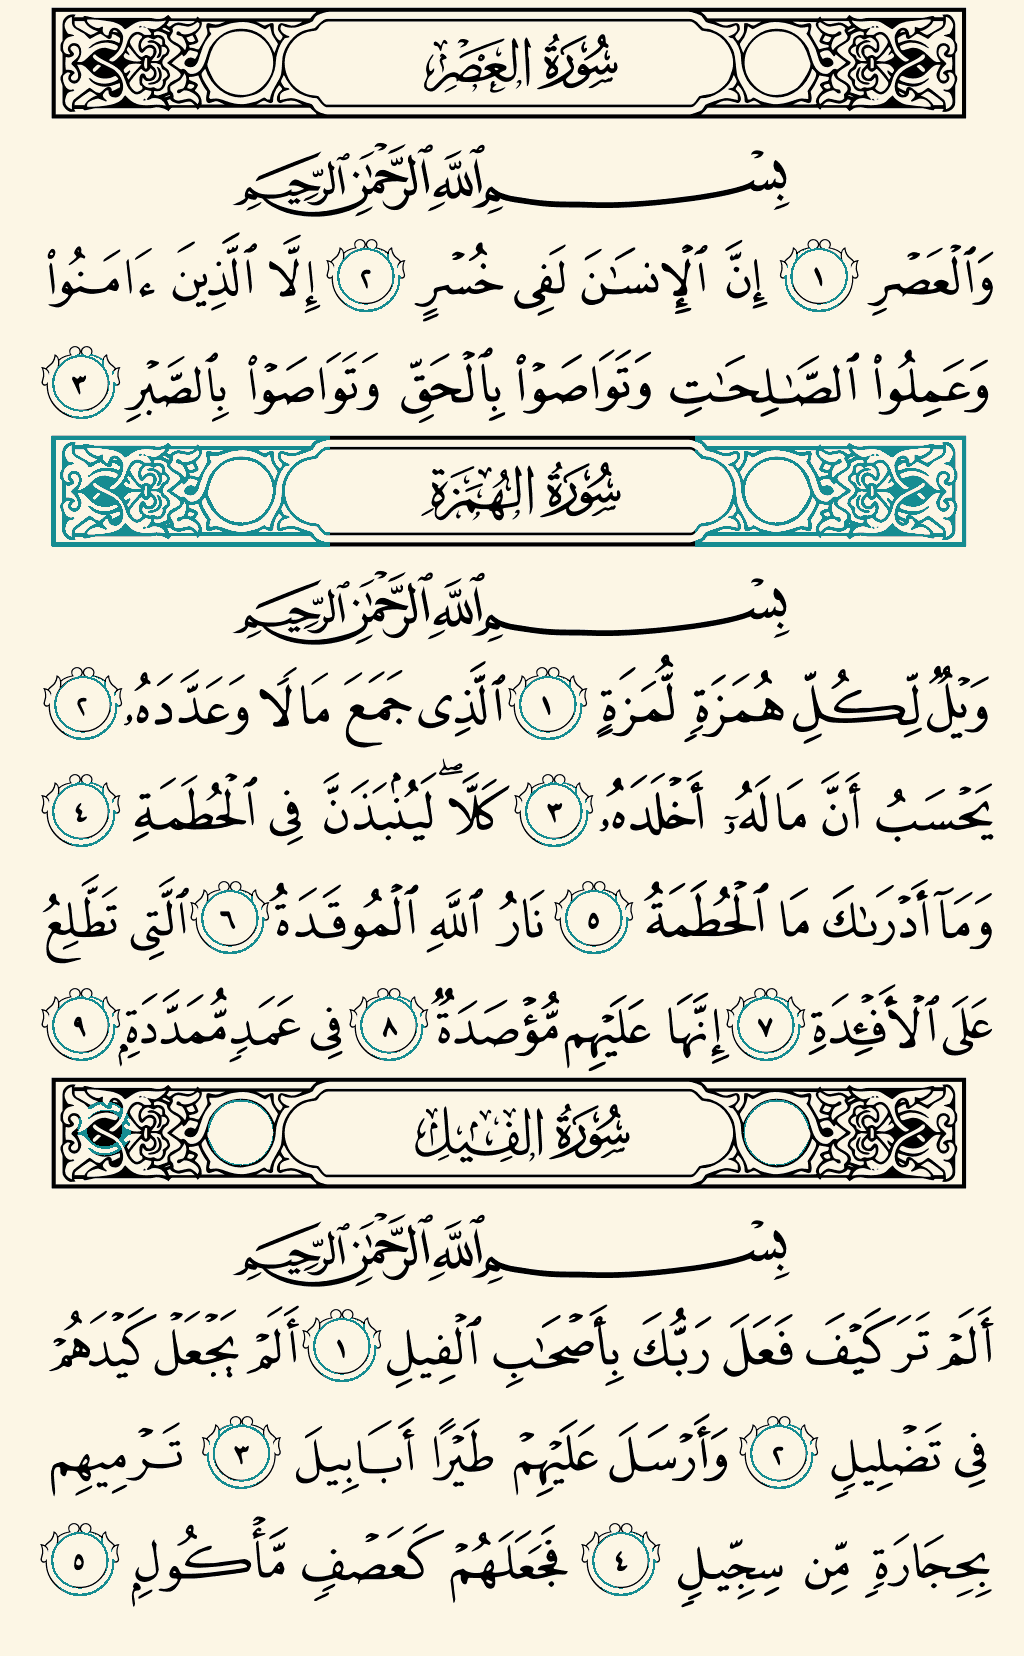 سُورَةُ العَصْرِ
بِسْمِ ٱللَّهِ ٱلرَّحْمَٰنِ ٱلرَّحِيمِ
وَٱلْعَصْرِ ١ إِنَّ ٱلْإِنسَٰنَ لَفِى خُسْرٍ ٢ إِلَّا ٱلَّذِينَ ءَامَنُوا۟
وَعَمِلُوا۟ ٱلصَّٰلِحَٰتِ وَتَوَاصَوْا۟ بِٱلْحَقِّ وَتَوَاصَوْا۟ بِٱلصَّبْرِ ٣
سُورَةُ الهُمَزَةِ
بِسْمِ ٱللَّهِ ٱلرَّحْمَٰنِ ٱلرَّحِيمِ
وَيْلٌ لِّكُلِّ هُمَزَةٍ لُّمَزَةٍ ١ ٱلَّذِى جَمَعَ مَالًا وَعَدَّدَهُۥ ٢
يَحْسَبُ أَنَّ مَالَهُۥٓ أَخْلَدَهُۥ ٣ كَلَّا ۖ لَيُنۢبَذَنَّ فِى ٱلْحُطَمَةِ ٤
وَمَآ أَدْرَىٰكَ مَا ٱلْحُطَمَةُ ٥ نَارُ ٱللَّهِ ٱلْمُوقَدَةُ ٦ ٱلَّتِى تَطَّلِعُ
عَلَى ٱلْأَفْـِٔدَةِ ٧ إِنَّهَا عَلَيْهِم مُّؤْصَدَةٌ ٨ فِى عَمَدٍ مُّمَدَّدَةٍۭ ٩
سُورَةُ الفِيلِ
بِسْمِ ٱللَّهِ ٱلرَّحْمَٰنِ ٱلرَّحِيمِ
أَلَمْ تَرَ كَيْفَ فَعَلَ رَبُّكَ بِأَصْحَٰبِ ٱلْفِيلِ ١ أَلَمْ يَجْعَلْ كَيْدَهُمْ
فِى تَضْلِيلٍ ٢ وَأَرْسَلَ عَلَيْهِمْ طَيْرًا أَبَابِيلَ ٣ تَرْمِيهِم
بِحِجَارَةٍ مِّن سِجِّيلٍ ٤ فَجَعَلَهُمْ كَعَصْفٍ مَّأْكُولٍۭ ٥